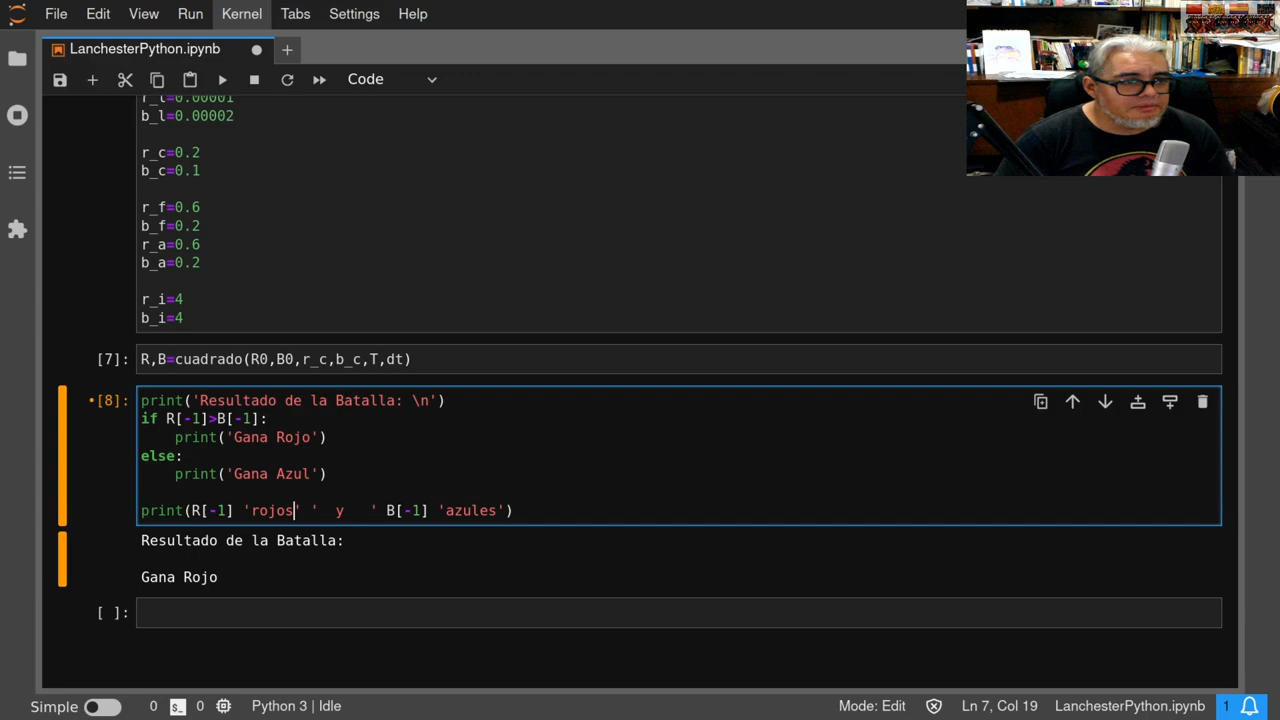 File Edit View Run Kernel Tabs Settings Help
LanchesterPython.ipynb
Code
r_l=0.00001
b_l=0.00002
r_c=0.2
b_c=0.1
r_f=0.6
b_f=0.2
r_a=0.6
b_a=0.2
r_i=4
b_i=4
[7]: R,B=cuadrado(R0,B0,r_c,b_c,T,dt)
•[8]: print('Resultado de la Batalla: \n')
if R[-1]>B[-1]:
    print('Gana Rojo')
else:
    print('Gana Azul')
print(R[-1] 'rojos' '  y   ' B[-1] 'azules')
Resultado de la Batalla:
Gana Rojo
[ ]:
Simple 0 $_ 0 Python 3 | Idle Mode: Edit Ln 7, Col 19 LanchesterPython.ipynb 1